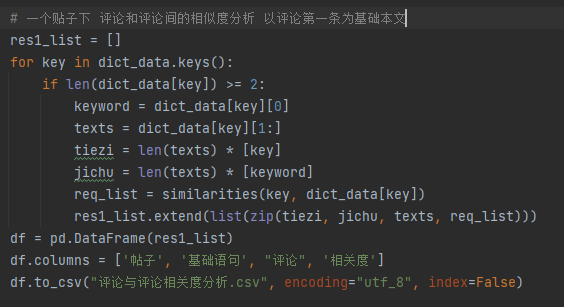 # 一个贴子下 评论和评论间的相似度分析 以评论第一条为基础本文
res1_list = []
for key in dict_data.keys():
    if len(dict_data[key]) >= 2:
        keyword = dict_data[key][0]
        texts = dict_data[key][1:]
        tiezi = len(texts) * [key]
        jichu = len(texts) * [keyword]
        req_list = similarities(key, dict_data[key])
        res1_list.extend(list(zip(tiezi, jichu, texts, req_list)))
df = pd.DataFrame(res1_list)
df.columns = ['帖子', '基础语句', "评论", '相关度']
df.to_csv("评论与评论相关度分析.csv", encoding="utf_8", index=False)